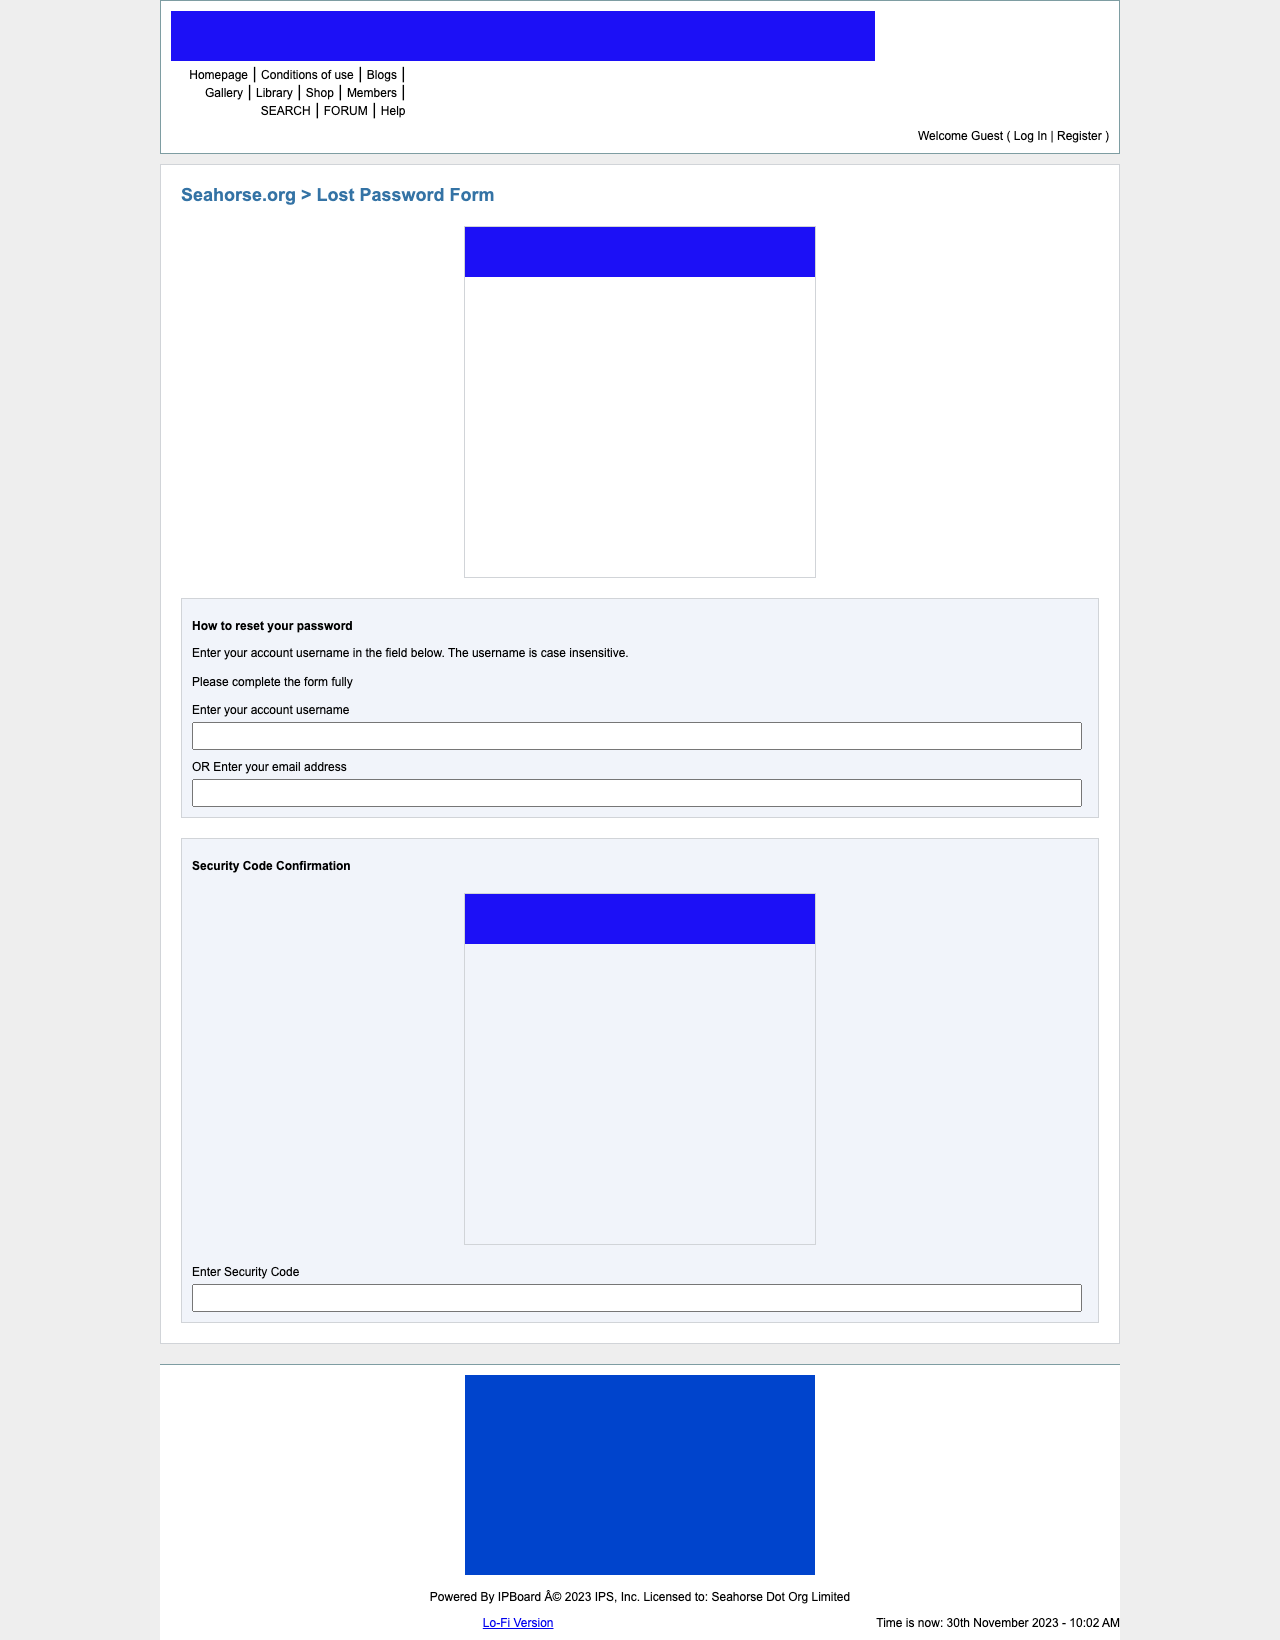 Homepage | Conditions of use | Blogs |
Gallery | Library | Shop | Members |
SEARCH | FORUM | Help
Welcome Guest ( Log In | Register )
Seahorse.org > Lost Password Form
How to reset your password
Enter your account username in the field below. The username is case insensitive.
Please complete the form fully
Enter your account username
OR Enter your email address
Security Code Confirmation
Enter Security Code
Powered By IPBoard Â© 2023 IPS, Inc. Licensed to: Seahorse Dot Org Limited
Lo-Fi Version
Time is now: 30th November 2023 - 10:02 AM